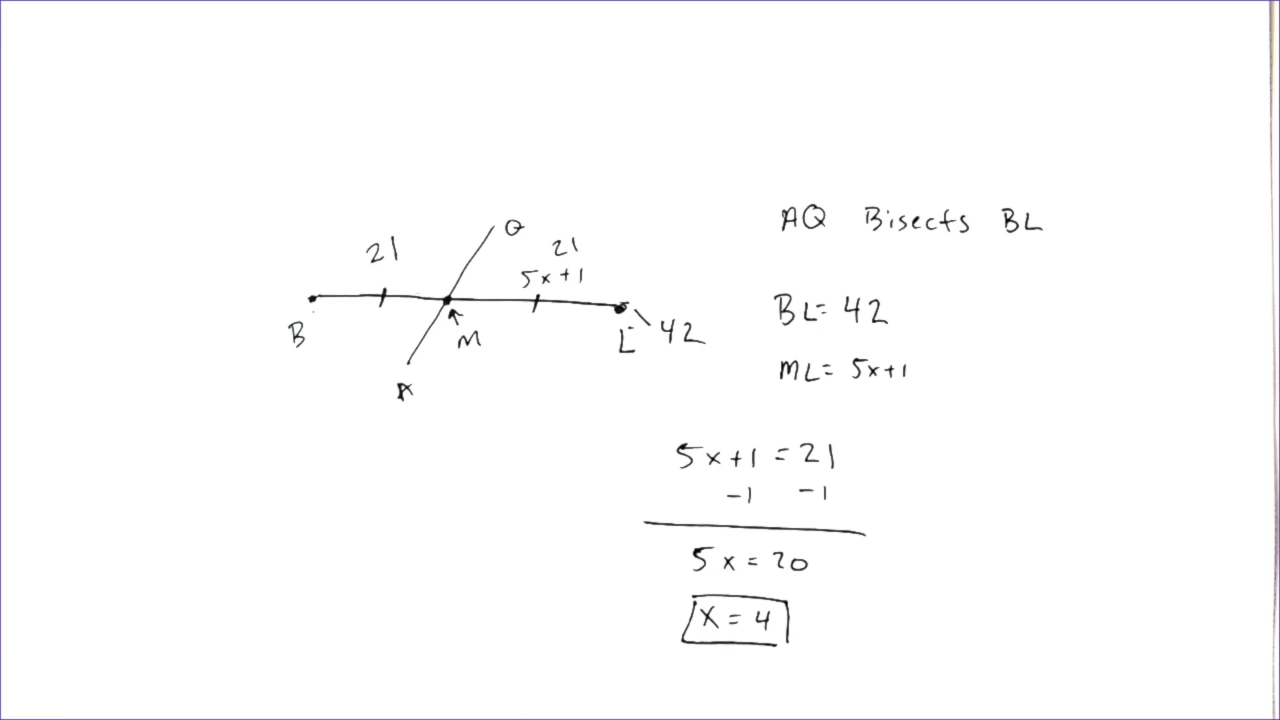 AQ Bisects BL
Q
21
21
5x+1
BL= 42
B
M
L
42
ML= 5x+1
A
5x+1 = 21
-1 -1
5x = 20
x = 4